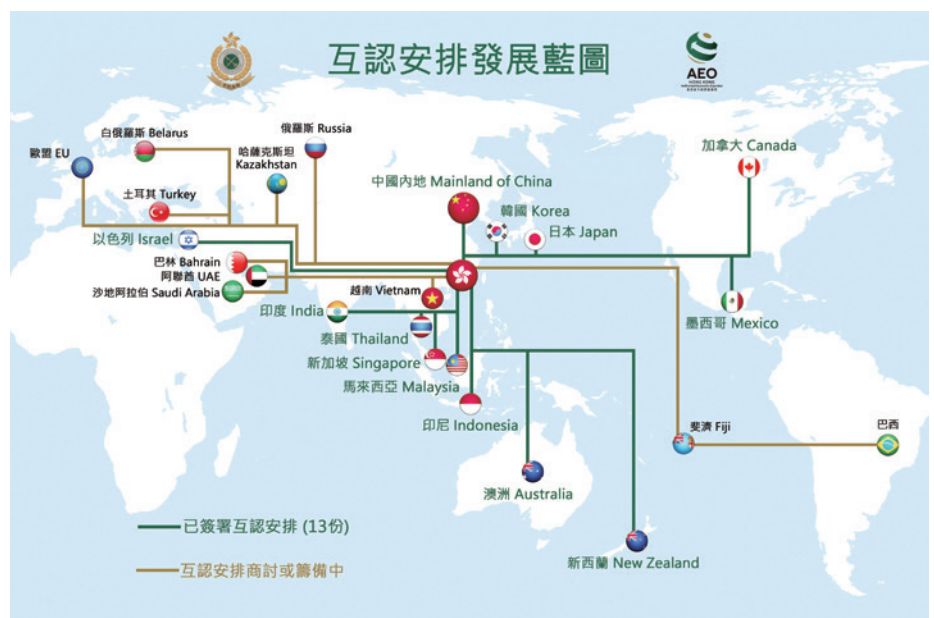 互認安排發展藍圖
AEO
HONG KONG
白俄羅斯 Belarus
俄羅斯 Russia
歐盟 EU
哈薩克斯坦
Kazakhstan
加拿大 Canada
中國內地 Mainland of China
土耳其 Turkey
韓國 Korea
日本 Japan
以色列 Israel
巴林 Bahrain
阿聯酋 UAE
沙地阿拉伯 Saudi Arabia
越南 Vietnam
印度 India
墨西哥 Mexico
泰國 Thailand
新加坡 Singapore
馬來西亞 Malaysia
印尼 Indonesia
斐濟 Fiji
巴西
澳洲 Australia
已簽署互認安排 (13份)
新西蘭 New Zealand
互認安排商討或籌備中